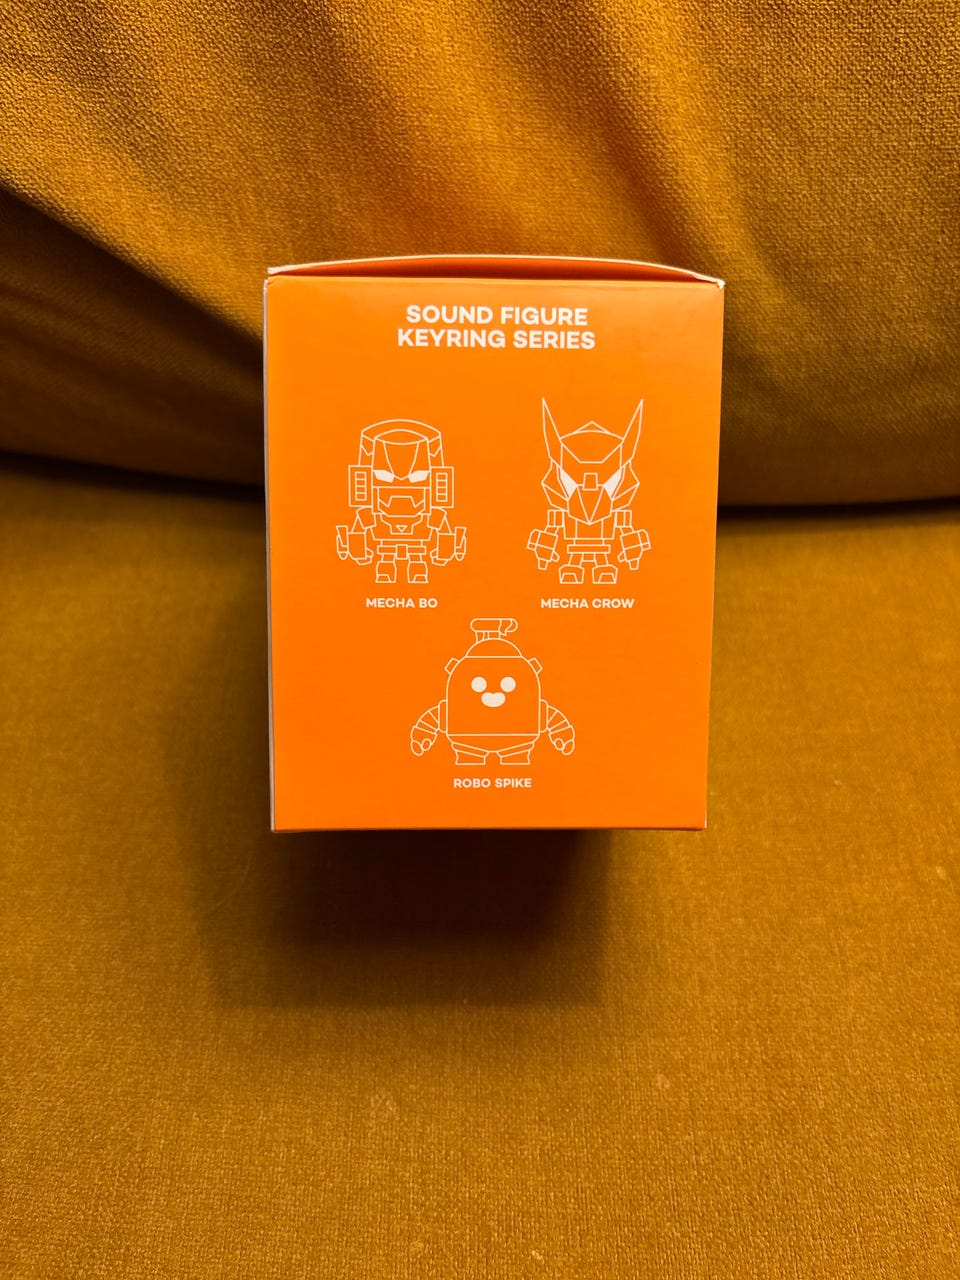 SOUND FIGURE
KEYRING SERIES
MECHA BO
MECHA CROW
ROBO SPIKE